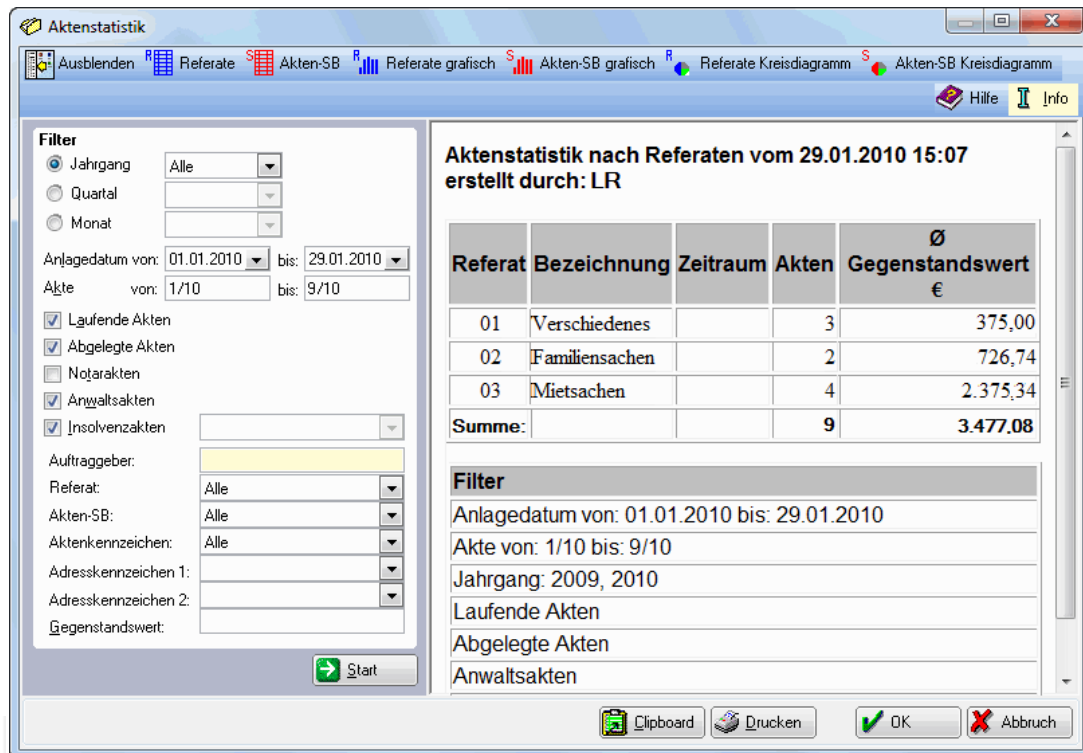 Aktenstatistik
Ausblenden R Referate S Akten-SB R Referate grafisch S Akten-SB grafisch R Referate Kreisdiagramm S Akten-SB Kreisdiagramm
Hilfe Info
Filter
Jahrgang Alle
Quartal
Monat
Anlagedatum von: 01.01.2010 bis: 29.01.2010
Akte von: 1/10 bis: 9/10
Laufende Akten
Abgelegte Akten
Notarakten
Anwaltsakten
Insolvenzakten
Auftraggeber:
Referat: Alle
Akten-SB: Alle
Aktenkennzeichen: Alle
Adresskennzeichen 1:
Adresskennzeichen 2:
Gegenstandswert:
Start
Aktenstatistik nach Referaten vom 29.01.2010 15:07
erstellt durch: LR
Ø
Referat Bezeichnung Zeitraum Akten Gegenstandswert
€
01 Verschiedenes 3 375,00
02 Familiensachen 2 726,74
03 Mietsachen 4 2.375,34
Summe: 9 3.477,08
Filter
Anlagedatum von: 01.01.2010 bis: 29.01.2010
Akte von: 1/10 bis: 9/10
Jahrgang: 2009, 2010
Laufende Akten
Abgelegte Akten
Anwaltsakten
Clipboard Drucken OK Abbruch